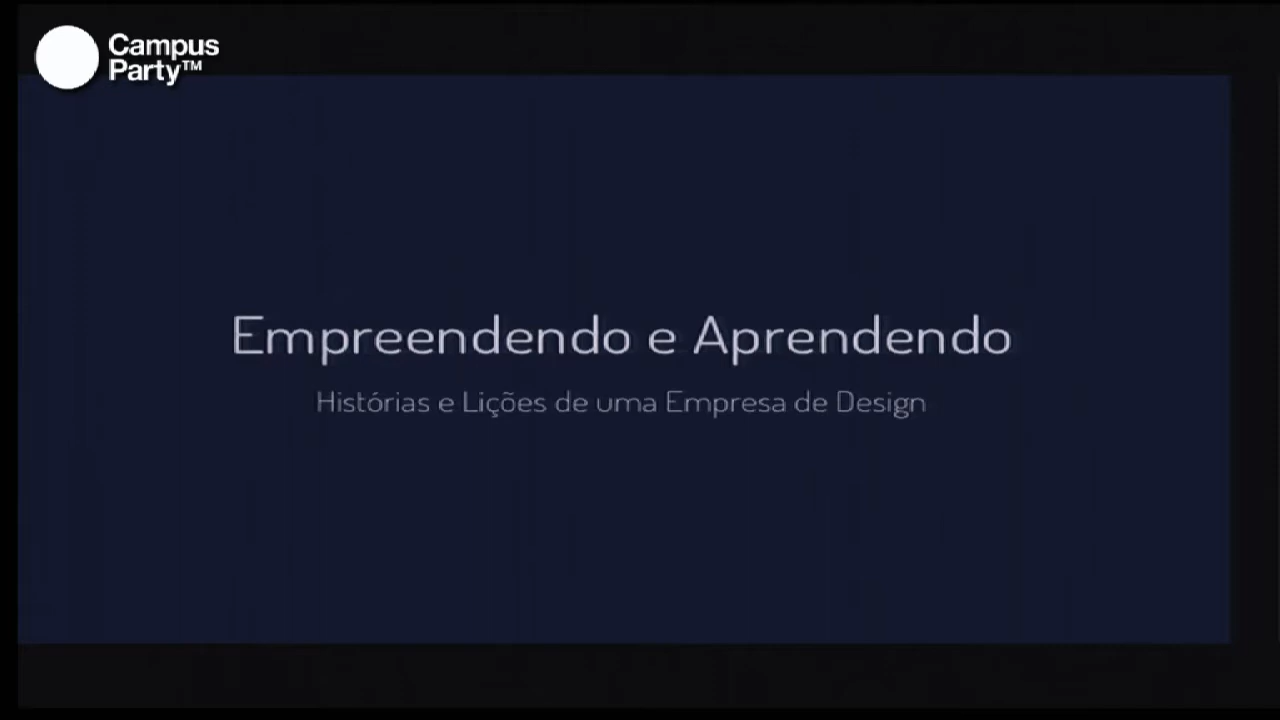 Campus
Party™
Empreendendo e Aprendendo
Histórias e Lições de uma Empresa de Design